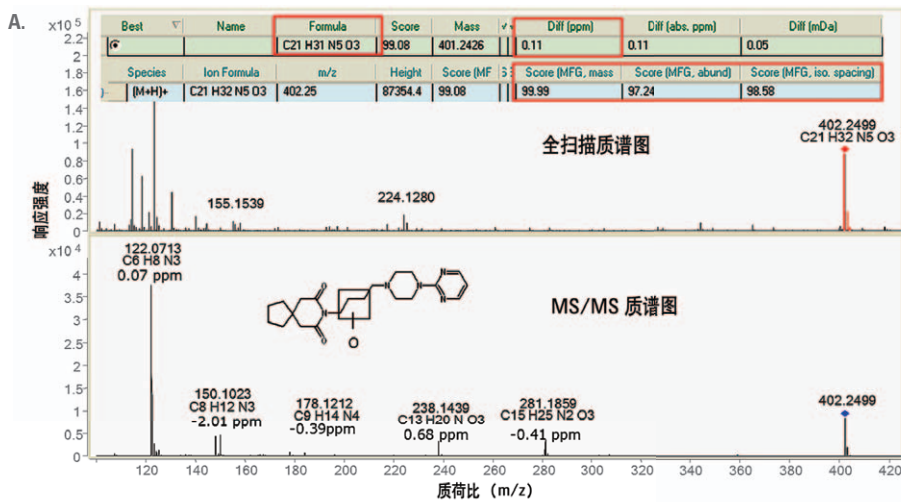 A.
x10⁵
Best Name Formula Score Mass Diff (ppm) Diff (abs. ppm) Diff (mDa)
C21 H31 N5 O3 99.08 401.2426 0.11 0.11 0.05
Species Ion Formula m/z Height Score (MF Score (MFG, mass Score (MFG, abund) Score (MFG, iso. spacing)
(M+H)+ C21 H32 N5 O3 402.25 87354.4 99.08 99.99 97.24 98.58
2.2
2
1.8
1.6
1.4
1.2
1.0
0.8
0.6
0.4
0.2
0
全扫描质谱图
402.2499
C21 H32 N5 O3
155.1539
224.1280
响应强度
x10⁴
4
3.5
3
2.5
2
1.5
1
0.5
0
122.0713
C6 H8 N3
0.07 ppm
N
O
O
N
N
N
N
O
MS/MS 质谱图
150.1023
C8 H12 N3
-2.01 ppm
178.1212
C9 H14 N4
-0.39ppm
238.1439
C13 H20 N O3
0.68 ppm
281.1859
C15 H25 N2 O3
-0.41 ppm
402.2499
120 140 160 180 200 220 240 260 280 300 320 340 360 380 400 420
质荷比（m/z）